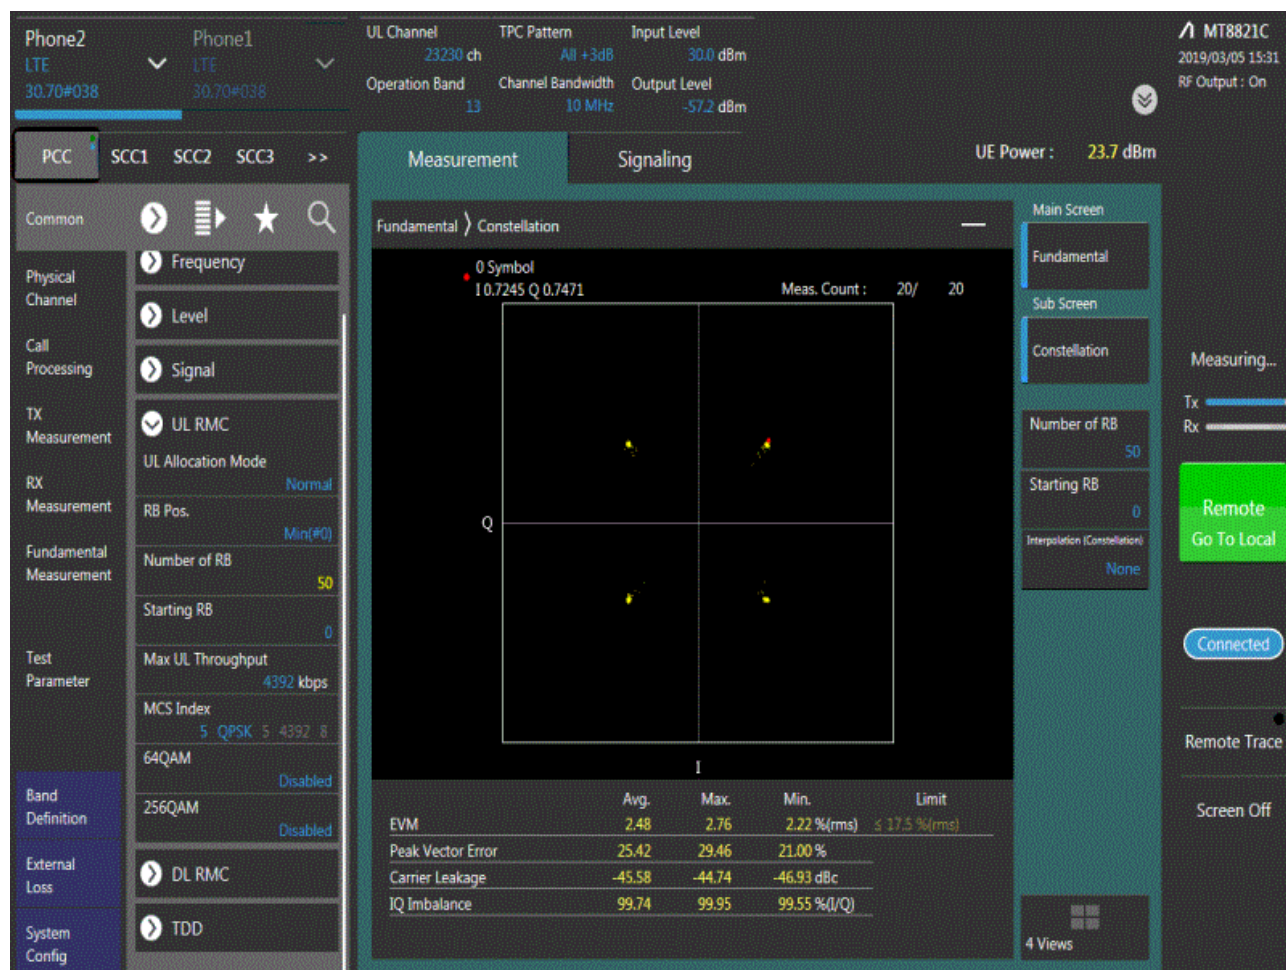 Phone2
LTE
30.70#038
Phone1
LTE
30.70#038
UL Channel
23230 ch
TPC Pattern
All +3dB
Input Level
30.0 dBm
Operation Band
13
Channel Bandwidth
10 MHz
Output Level
-57.2 dBm
MT8821C
2019/03/05 15:31
RF Output : On
PCC SCC1 SCC2 SCC3 >>
Measurement
Signaling
UE Power : 23.7 dBm
Common
Physical
Channel
Call
Processing
TX
Measurement
RX
Measurement
Fundamental
Measurement
Test
Parameter
Band
Definition
External
Loss
System
Config
Frequency
Level
Signal
UL RMC
UL Allocation Mode
Normal
RB Pos.
Min(#0)
Number of RB
50
Starting RB
0
Max UL Throughput
4392 kbps
MCS Index
5 QPSK 5 4392 8
64QAM
Disabled
256QAM
Disabled
DL RMC
TDD
Fundamental 〉 Constellation
0 Symbol
I 0.7245 Q 0.7471
Meas. Count : 20/ 20
Q
I
Avg. Max. Min. Limit
EVM 2.48 2.76 2.22 %(rms) ≤ 17.5 %(rms)
Peak Vector Error 25.42 29.46 21.00 %
Carrier Leakage -45.58 -44.74 -46.93 dBc
IQ Imbalance 99.74 99.95 99.55 %(I/Q)
Main Screen
Fundamental
Sub Screen
Constellation
Number of RB
50
Starting RB
0
Interpolation (Constellation)
None
4 Views
Measuring...
Tx
Rx
Remote
Go To Local
Connected
Remote Trace
Screen Off